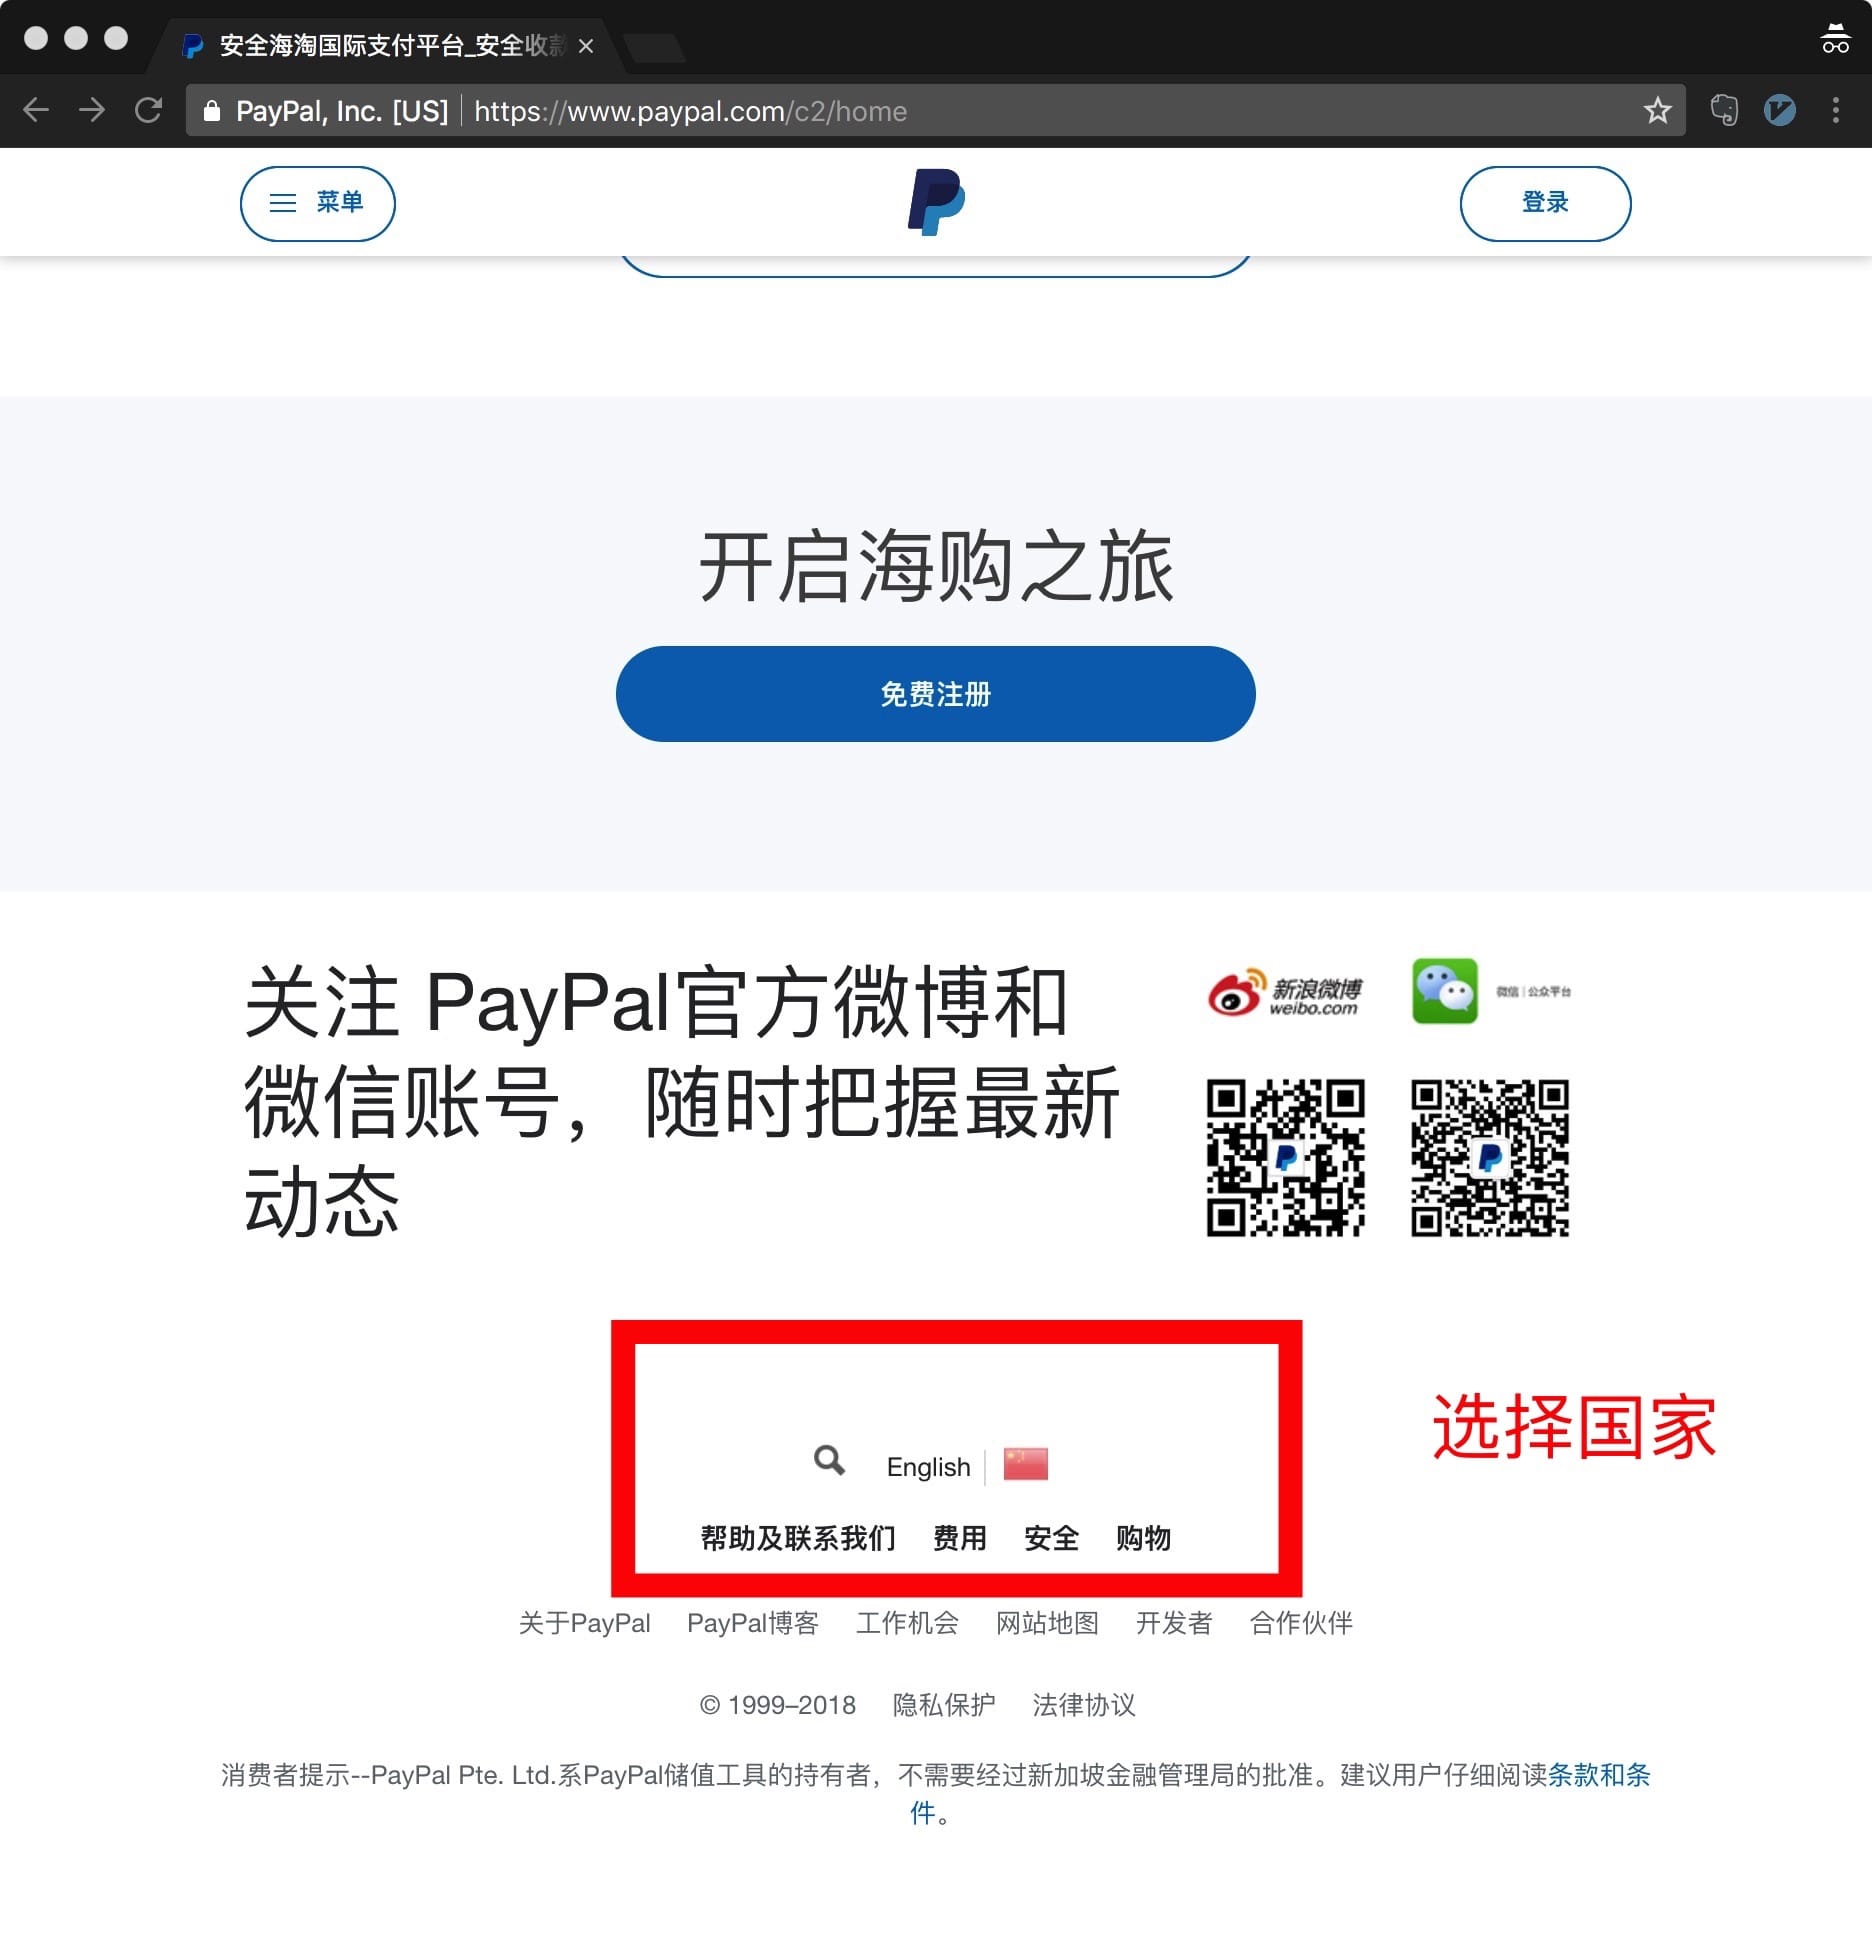 安全海淘国际支付平台_安全收款
PayPal, Inc. [US] | https://www.paypal.com/c2/home
菜单
登录
开启海购之旅
免费注册
关注 PayPal官方微博和
微信账号，随时把握最新
动态
新浪微博
weibo.com
微信 | 公众平台
选择国家
English
帮助及联系我们 费用 安全 购物
关于PayPal PayPal博客 工作机会 网站地图 开发者 合作伙伴
© 1999–2018 隐私保护 法律协议
消费者提示--PayPal Pte. Ltd.系PayPal储值工具的持有者，不需要经过新加坡金融管理局的批准。建议用户仔细阅读条款和条
件。